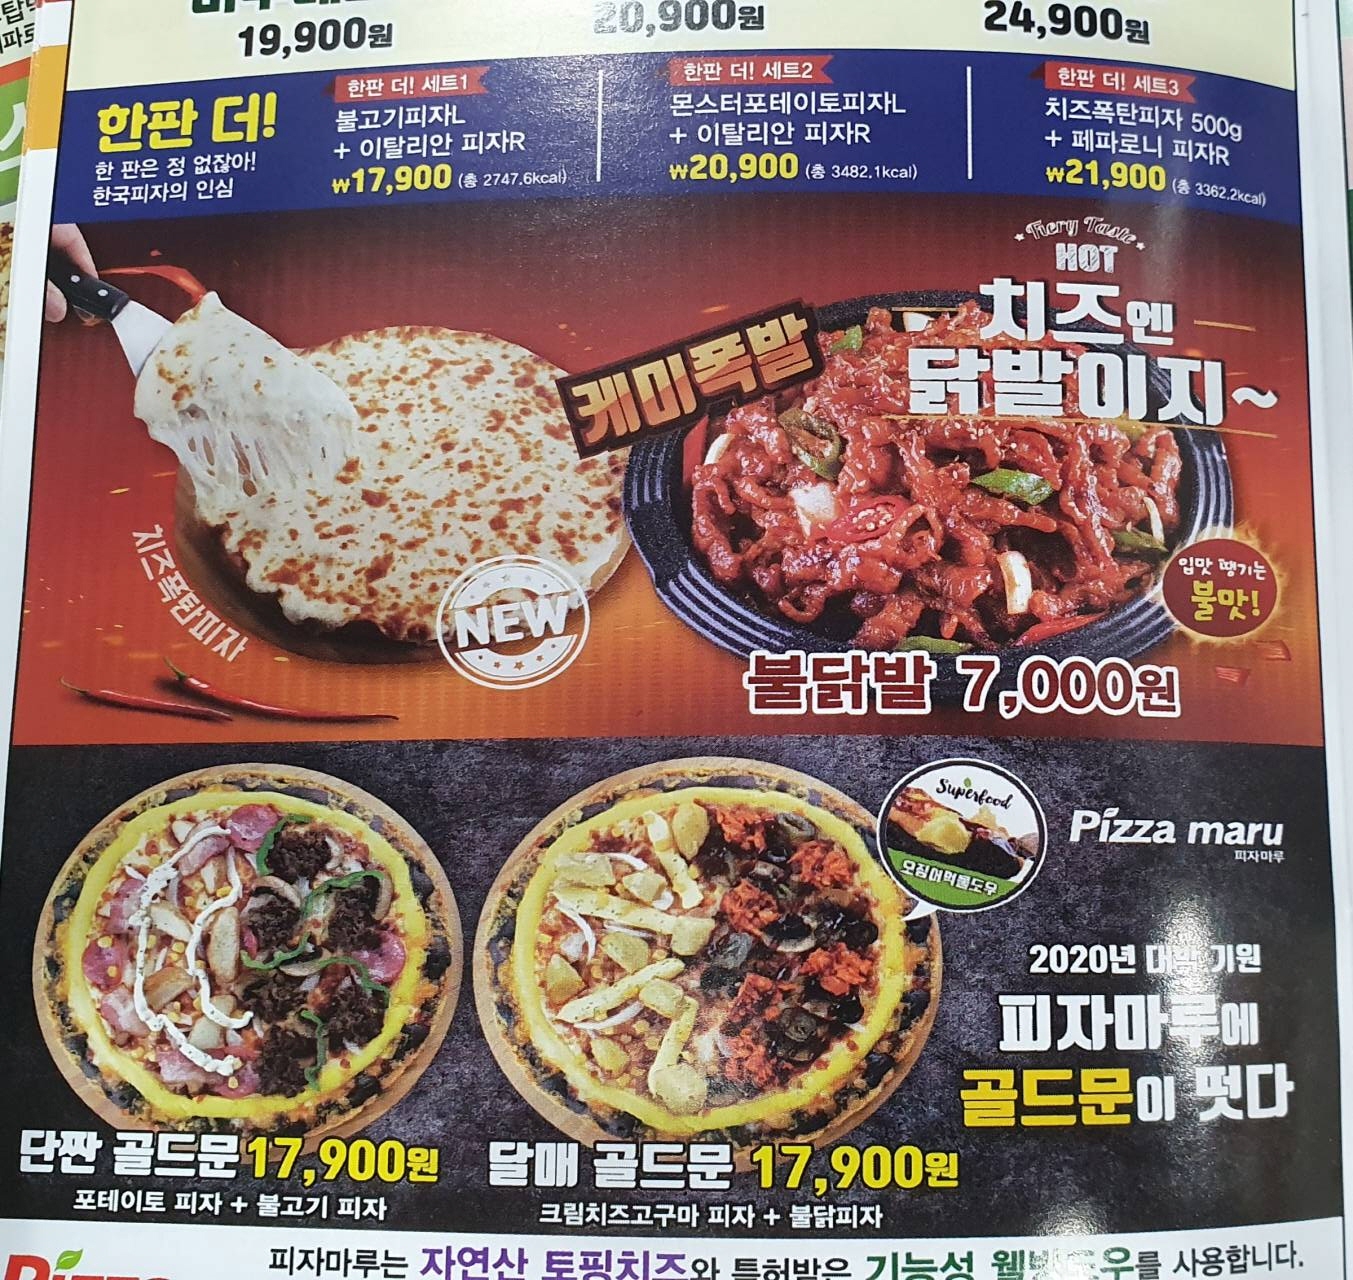 19,900원
20,900원
24,900원
한판 더!
한 판은 정 없잖아!
한국피자의 인심
한판 더! 세트1
불고기피자L
+ 이탈리안 피자R
₩17,900 (총 2747.6kcal)
한판 더! 세트2
몬스터포테이토피자L
+ 이탈리안 피자R
₩20,900 (총 3482.1kcal)
한판 더! 세트3
치즈폭탄피자 500g
+ 페파로니 피자R
₩21,900 (총 3362.2kcal)
Fiery Taste
HOT
치즈엔
닭발이지~
케미폭발
치즈폭탄피자
NEW
입맛 땡기는
불맛!
불닭발 7,000원
Superfood
오징어먹물도우
Pizza maru
피자마루
2020년 대박 기원
피자마루에
골드문이 떳다
단짠 골드문 17,900원
포테이토 피자 + 불고기 피자
달매 골드문 17,900원
크림치즈고구마 피자 + 불닭피자
피자마루는 자연산 토핑치즈와 특허받은 기능성 웰빙도우를 사용합니다.